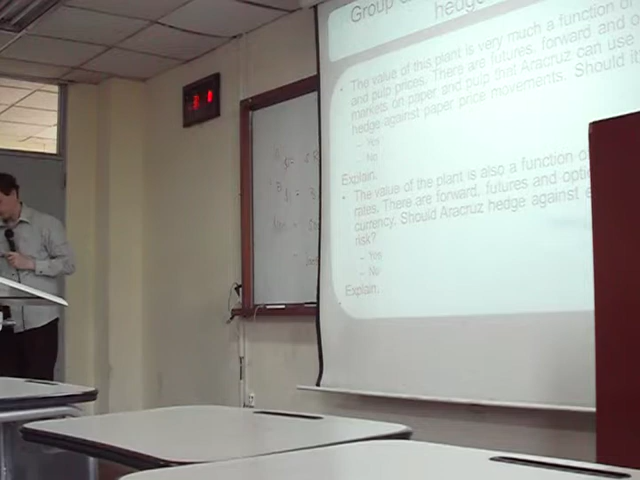 Group
hedge
The value of this plant is very much a function of
and pulp prices. There are futures, forward and o
markets on paper and pulp that Aracruz can use
hedge against paper price movements. Should it
– Yes
– No
Explain.
The value of the plant is also a function o
rates. There are forward, futures and optio
currency. Should Aracruz hedge against e
risk?
– Yes
– No
Explain.